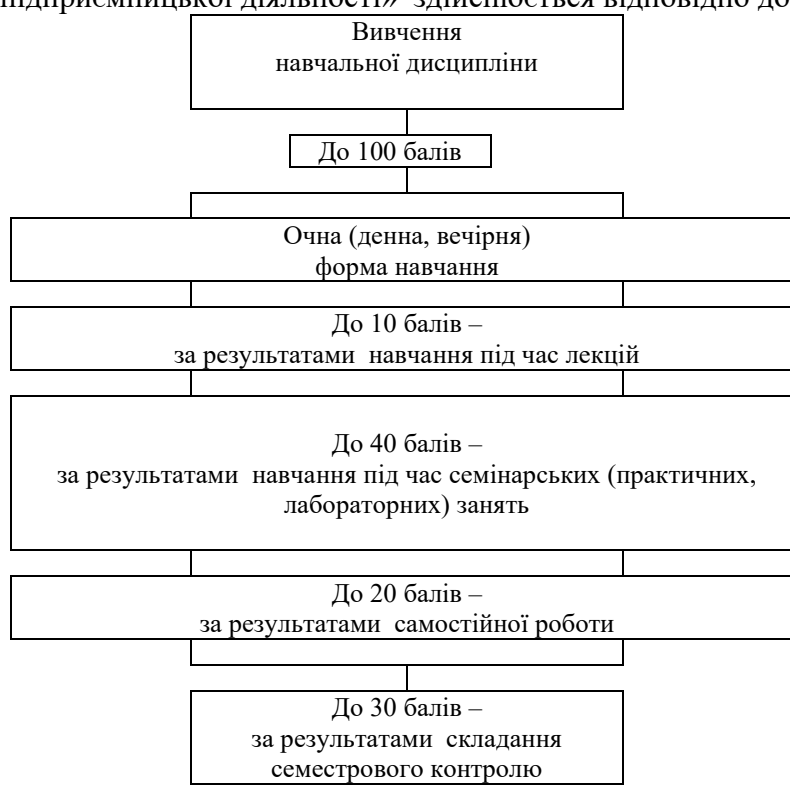 підприємницької діяльності» здійснюється відповідно до
Вивчення
навчальної дисципліни
До 100 балів
Очна (денна, вечірня)
форма навчання
До 10 балів –
за результатами навчання під час лекцій
До 40 балів –
за результатами навчання під час семінарських (практичних,
лабораторних) занять
До 20 балів –
за результатами самостійної роботи
До 30 балів –
за результатами складання
семестрового контролю